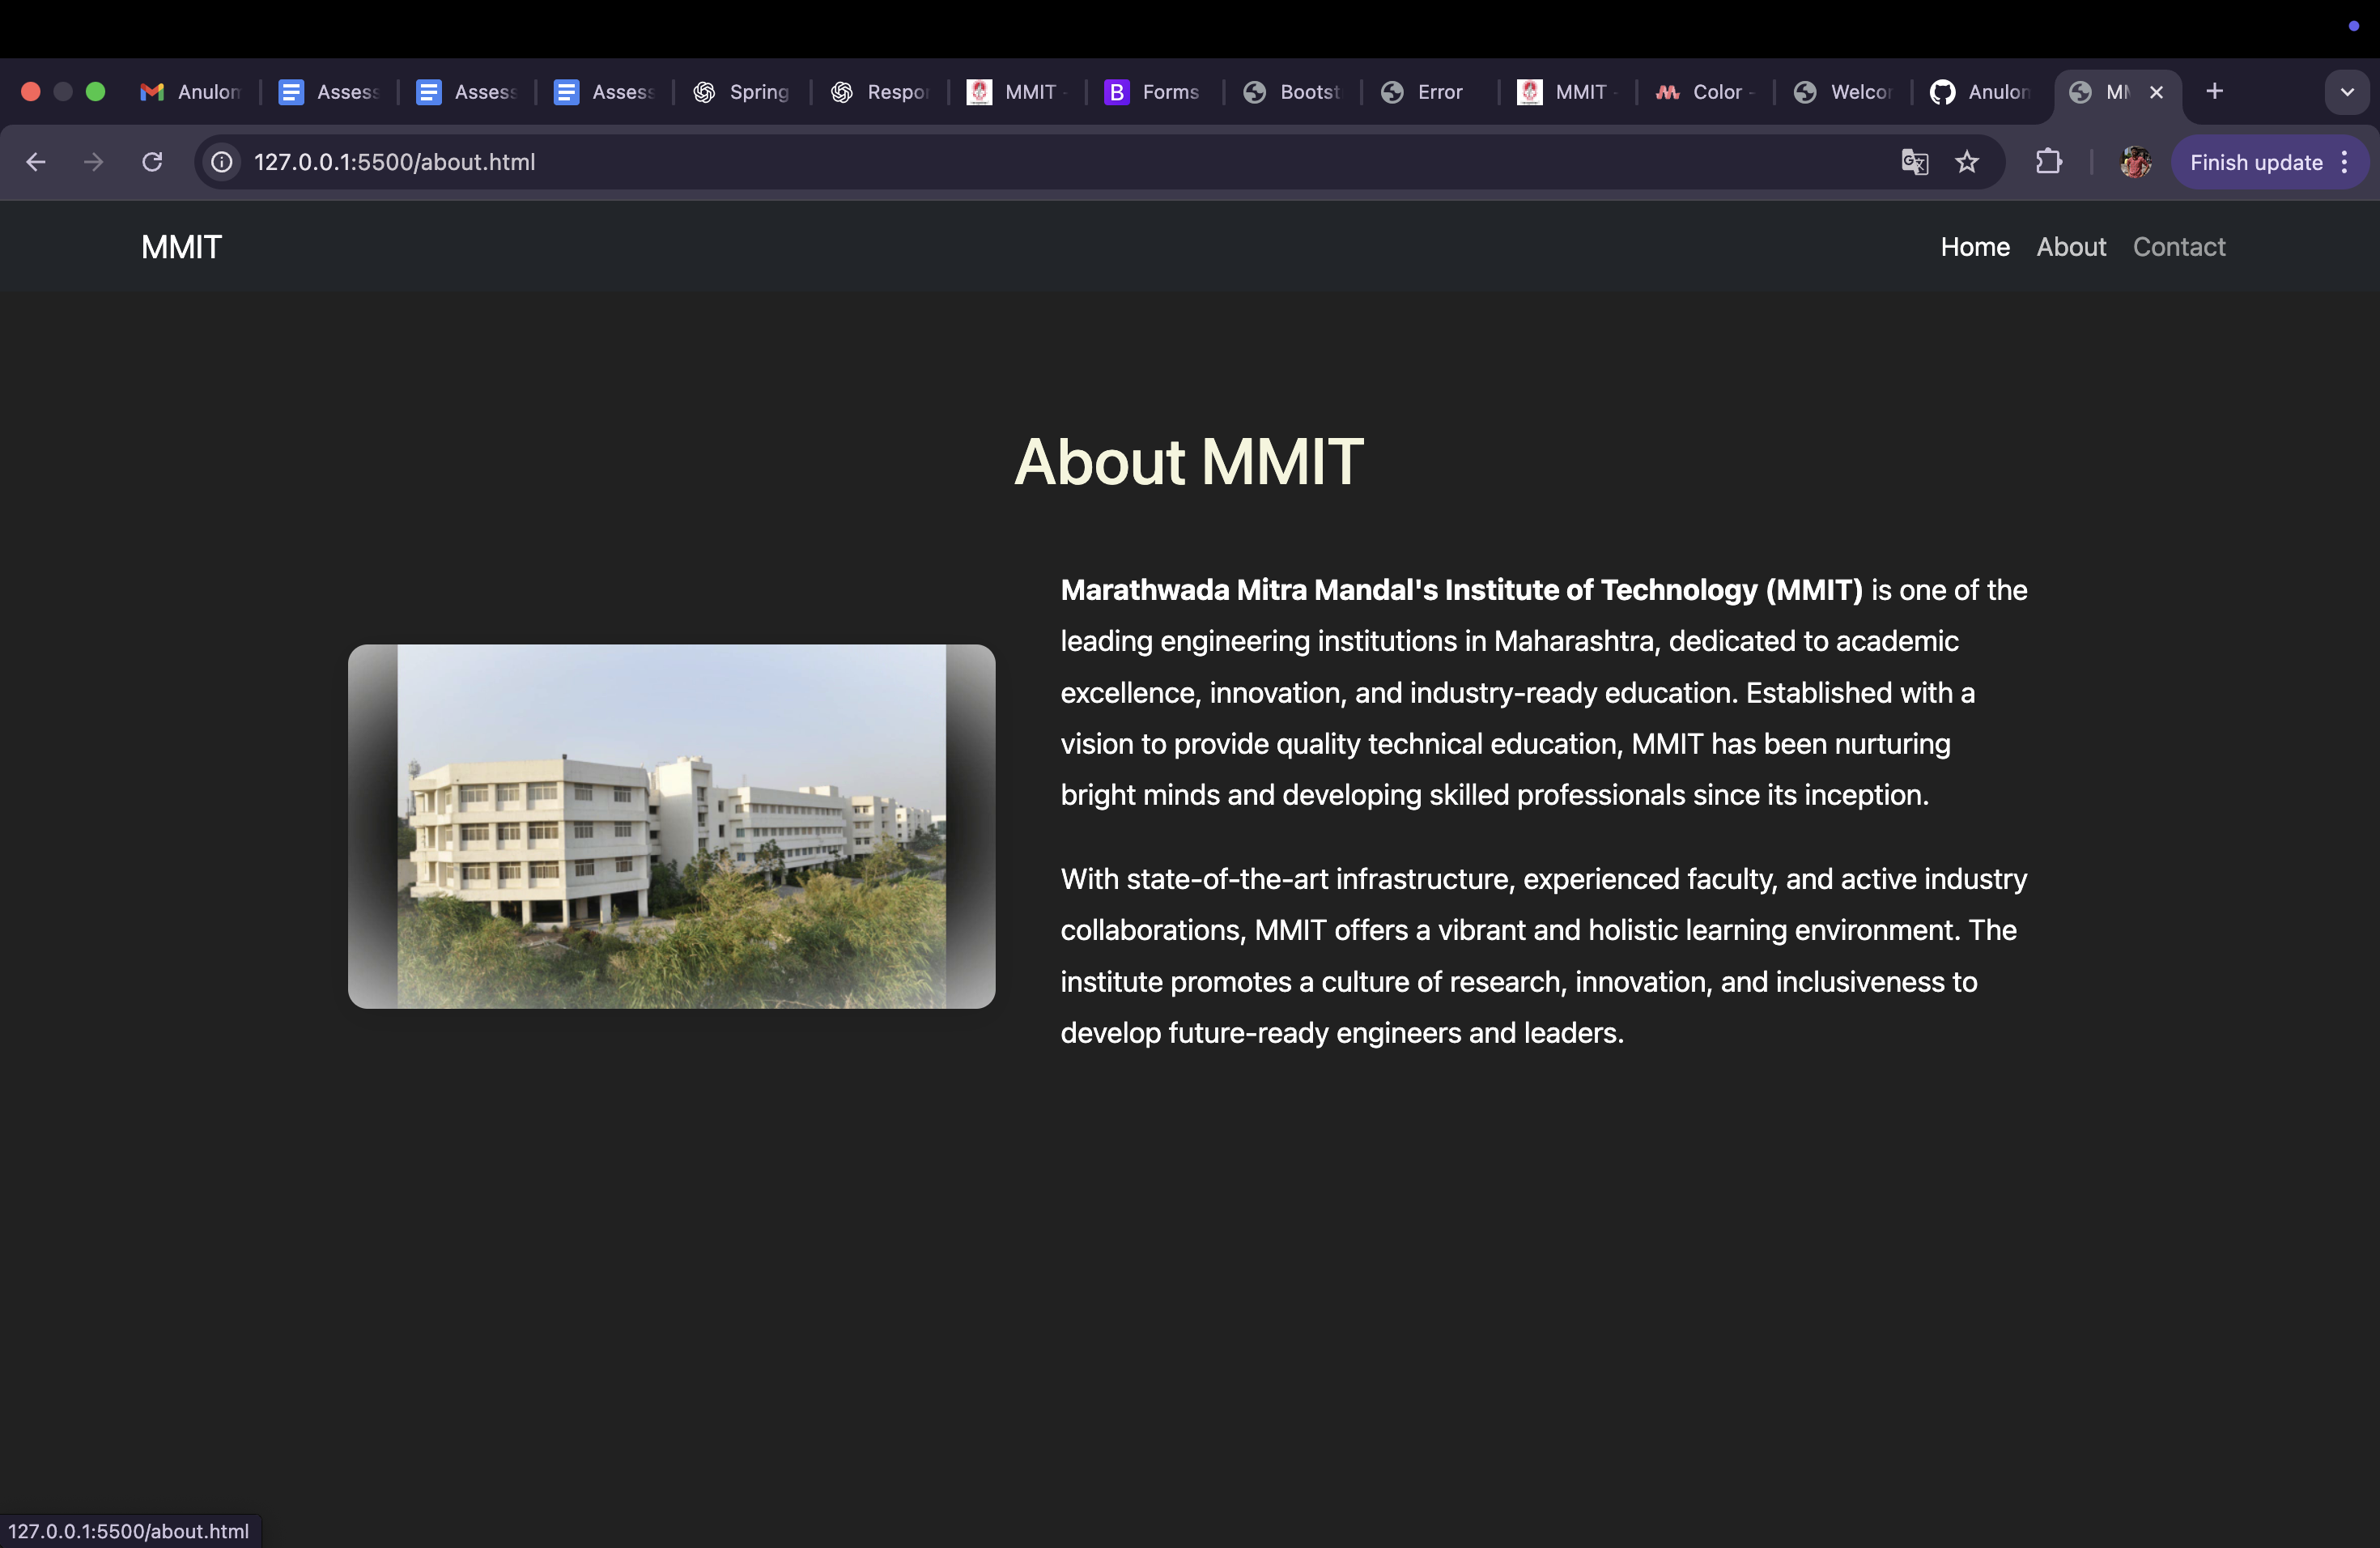 Anulom
Assess
Assess
Assess
Spring
Respon
MMIT -
B Forms
Bootst
Error
MMIT -
Color -
Welcor
Anulon
MM
127.0.0.1:5500/about.html
Finish update
MMIT
Home About Contact
About MMIT
Marathwada Mitra Mandal's Institute of Technology (MMIT) is one of the
leading engineering institutions in Maharashtra, dedicated to academic
excellence, innovation, and industry-ready education. Established with a
vision to provide quality technical education, MMIT has been nurturing
bright minds and developing skilled professionals since its inception.
With state-of-the-art infrastructure, experienced faculty, and active industry
collaborations, MMIT offers a vibrant and holistic learning environment. The
institute promotes a culture of research, innovation, and inclusiveness to
develop future-ready engineers and leaders.
127.0.0.1:5500/about.html